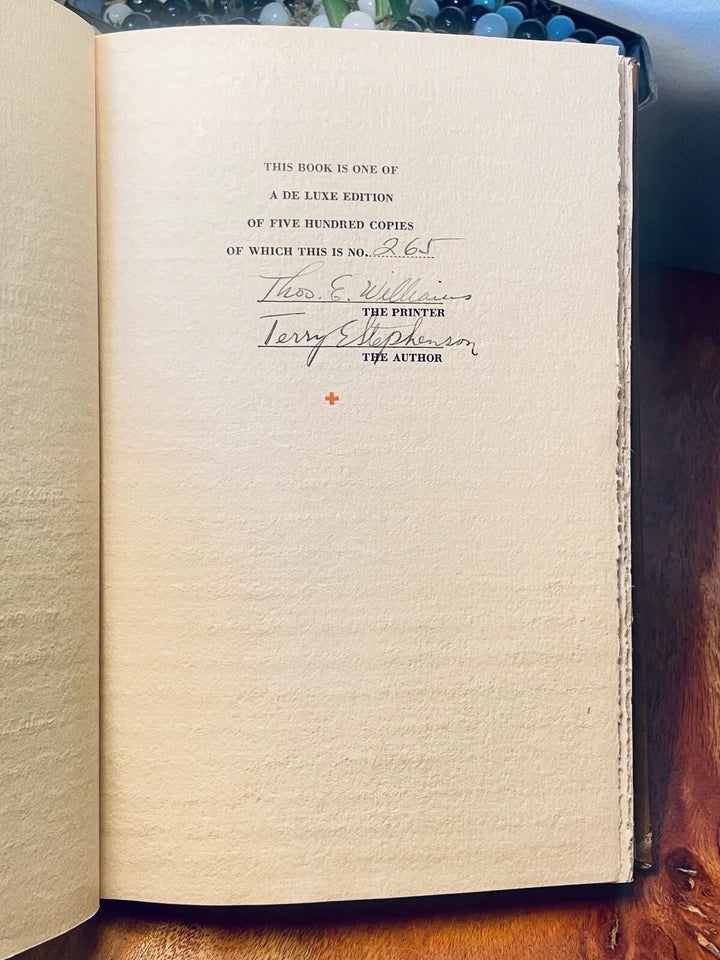 THIS BOOK IS ONE OF
A DE LUXE EDITION
OF FIVE HUNDRED COPIES
OF WHICH THIS IS NO. 265
Thos. E. Williams
THE PRINTER
Terry E Stephenson
THE AUTHOR